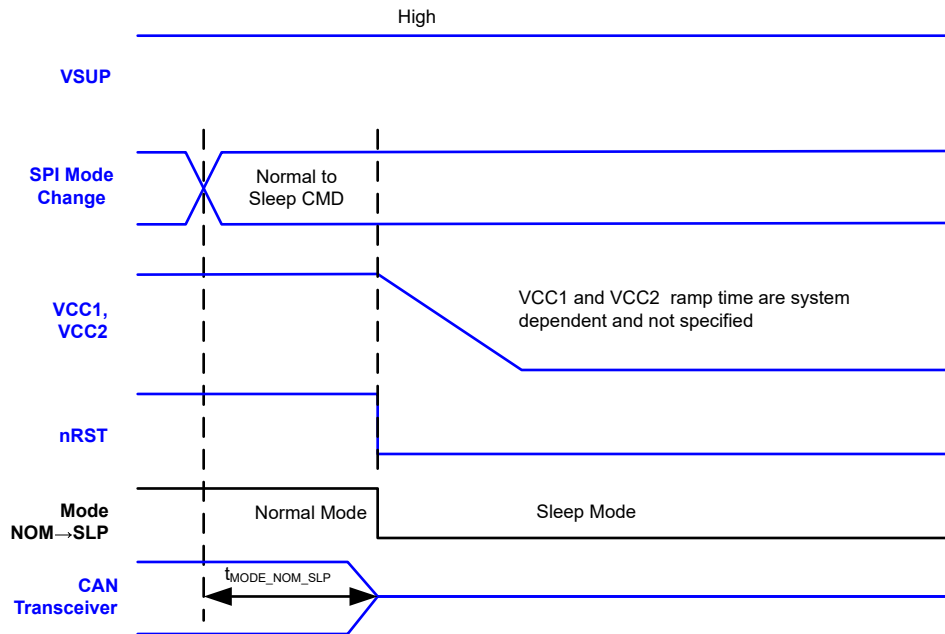 High
VSUP
SPI Mode
Change
Normal to
Sleep CMD
VCC1,
VCC2
VCC1 and VCC2 ramp time are system
dependent and not specified
nRST
Mode
NOM→SLP
Normal Mode
Sleep Mode
CAN
Transceiver
tMODE_NOM_SLP